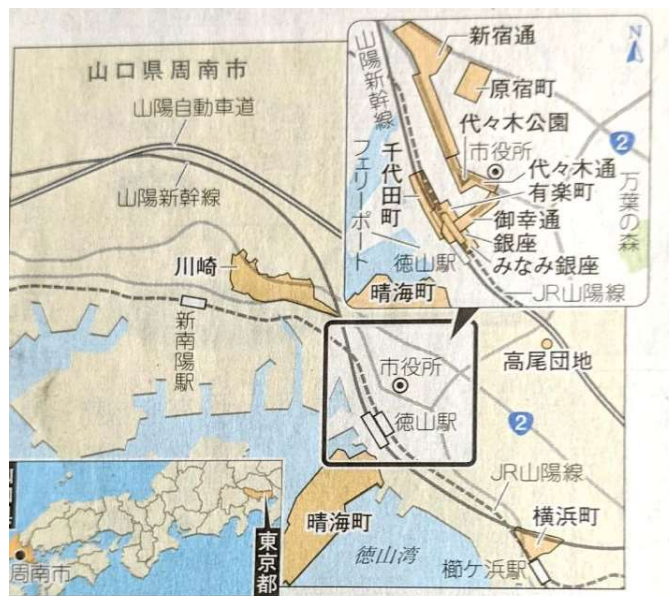 山口県周南市
山陽自動車道
山陽新幹線
川崎
新南陽駅
山陽新幹線
新宿通
N
原宿町
代々木公園
市役所
2
千代田町
代々木通
有楽町
フェリーポート
御幸通
万葉の森
銀座
徳山駅
みなみ銀座
晴海町
JR山陽線
市役所
高尾団地
徳山駅
2
JR山陽線
晴海町
横浜町
徳山湾
櫛ケ浜駅
周南市
東京都